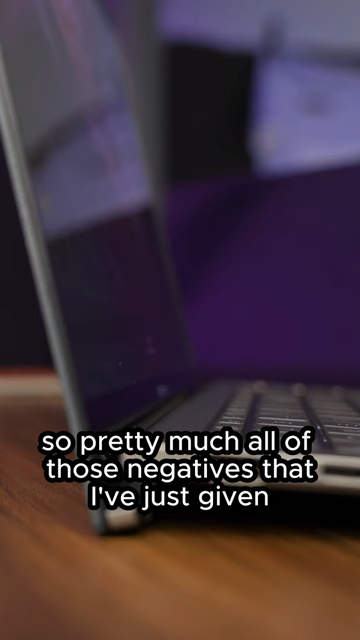 so pretty much all of
those negatives that
I've just given